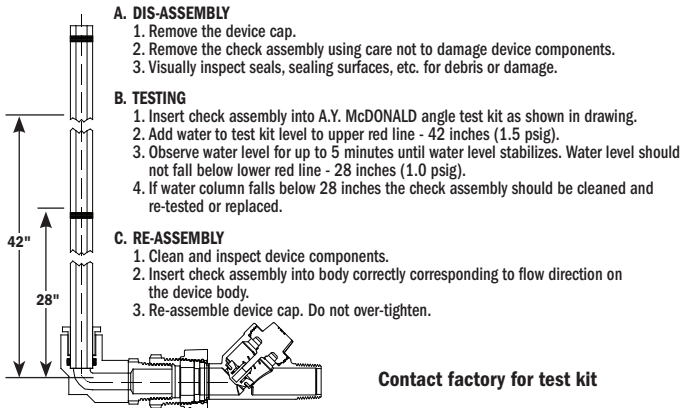 A. DIS-ASSEMBLY
1. Remove the device cap.
2. Remove the check assembly using care not to damage device components.
3. Visually inspect seals, sealing surfaces, etc. for debris or damage.
B. TESTING
1. Insert check assembly into A.Y. McDONALD angle test kit as shown in drawing.
2. Add water to test kit level to upper red line - 42 inches (1.5 psig).
3. Observe water level for up to 5 minutes until water level stabilizes. Water level should
not fall below lower red line - 28 inches (1.0 psig).
4. If water column falls below 28 inches the check assembly should be cleaned and
re-tested or replaced.
C. RE-ASSEMBLY
1. Clean and inspect device components.
2. Insert check assembly into body correctly corresponding to flow direction on
the device body.
3. Re-assemble device cap. Do not over-tighten.
42"
28"
Contact factory for test kit